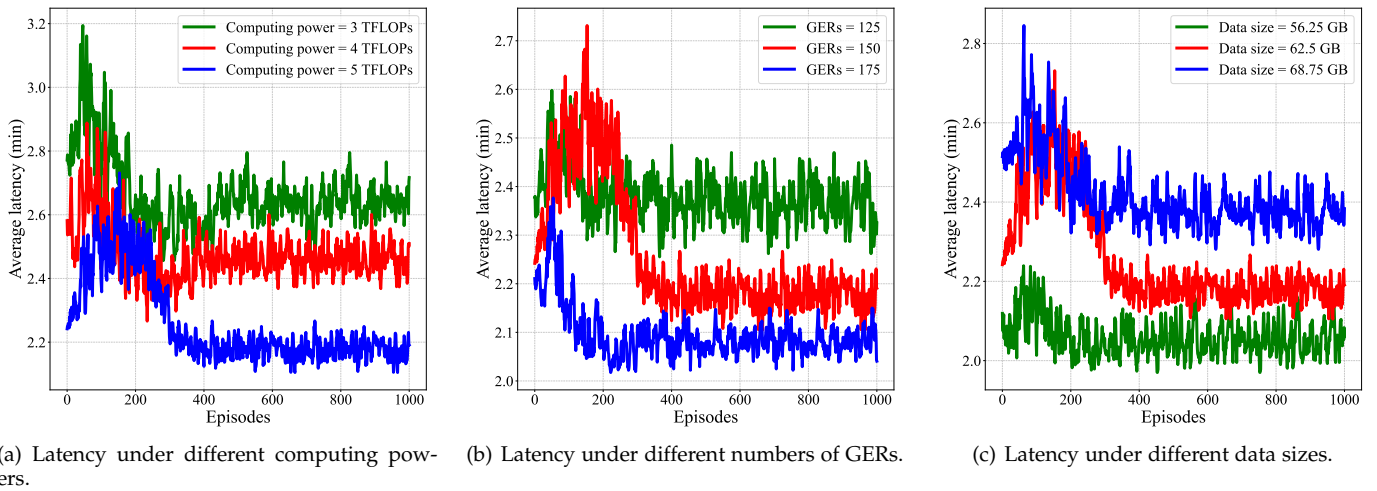 3.2
3.0
2.8
2.6
2.4
2.2
0
200
400
600
800
1000
Average latency (min)
Episodes
Computing power = 3 TFLOPs
Computing power = 4 TFLOPs
Computing power = 5 TFLOPs
2.7
2.6
2.5
2.4
2.3
2.2
2.1
2.0
0
200
400
600
800
1000
Average latency (min)
Episodes
GERs = 125
GERs = 150
GERs = 175
2.8
2.6
2.4
2.2
2.0
0
200
400
600
800
1000
Average latency (min)
Episodes
Data size = 56.25 GB
Data size = 62.5 GB
Data size = 68.75 GB
(a) Latency under different computing pow-
ers.
(b) Latency under different numbers of GERs.
(c) Latency under different data sizes.